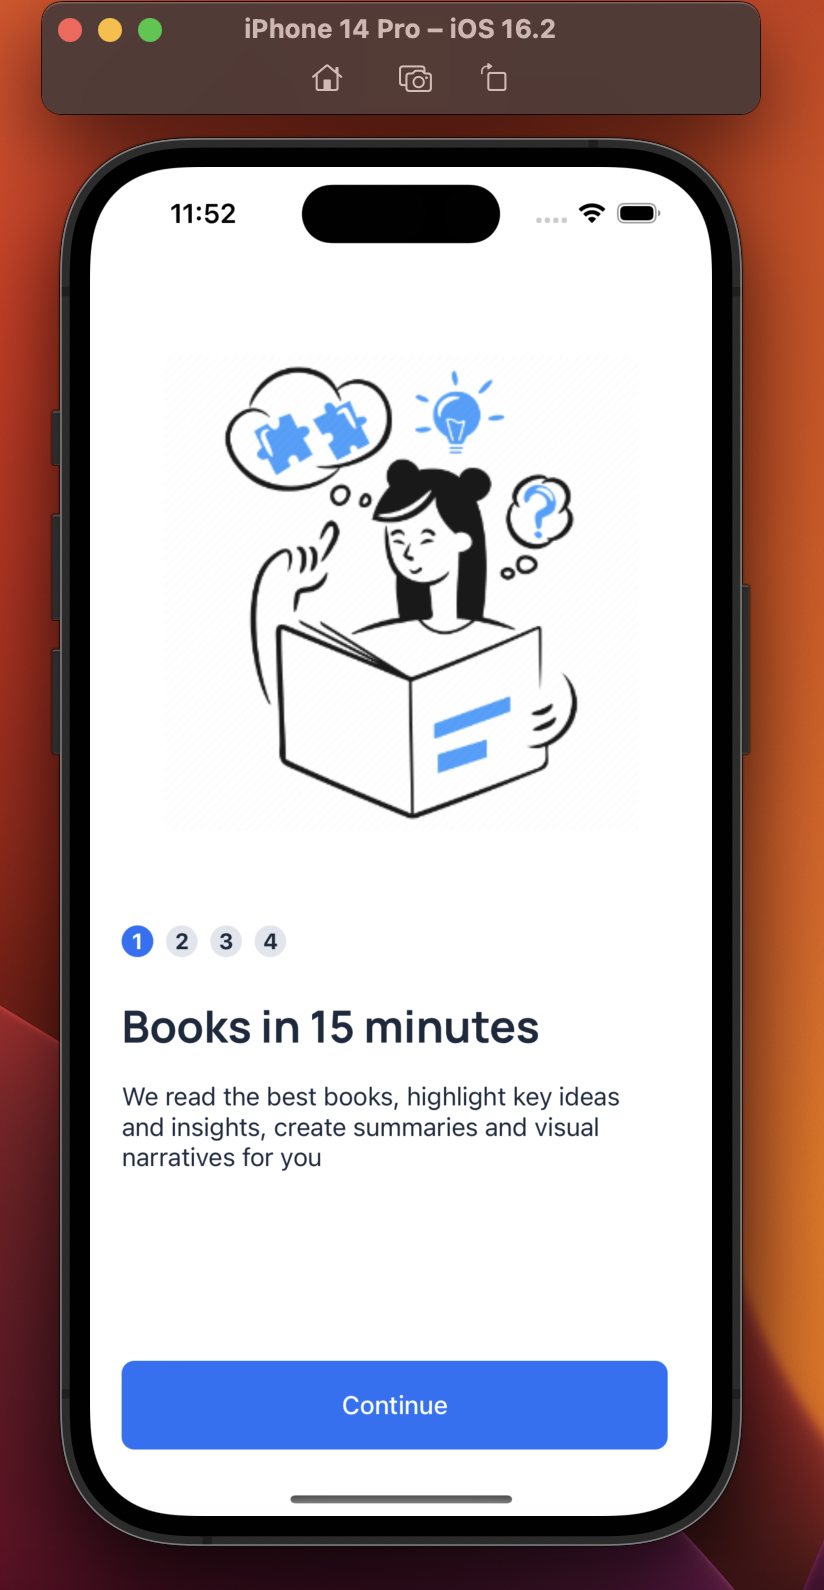 iPhone 14 Pro – iOS 16.2
11:52
?
1 2 3 4
Books in 15 minutes
We read the best books, highlight key ideas
and insights, create summaries and visual
narratives for you
Continue